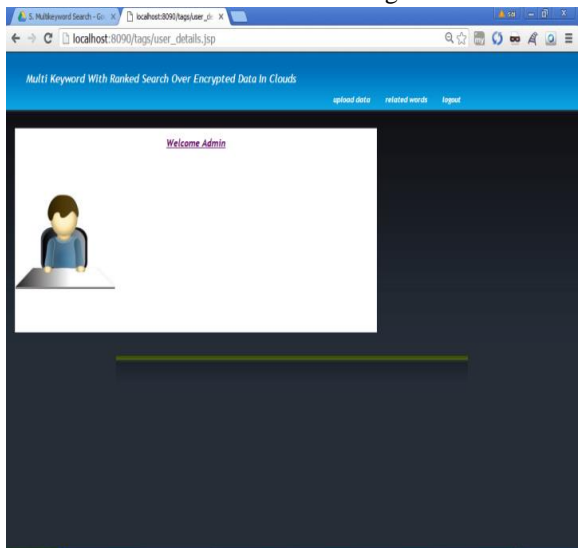 S. Multikeyword Search - Go
localhost:8090/tags/user_de
localhost:8090/tags/user_details.jsp
Multi Keyword With Ranked Search Over Encrypted Data In Clouds
upload data related words logout
Welcome Admin